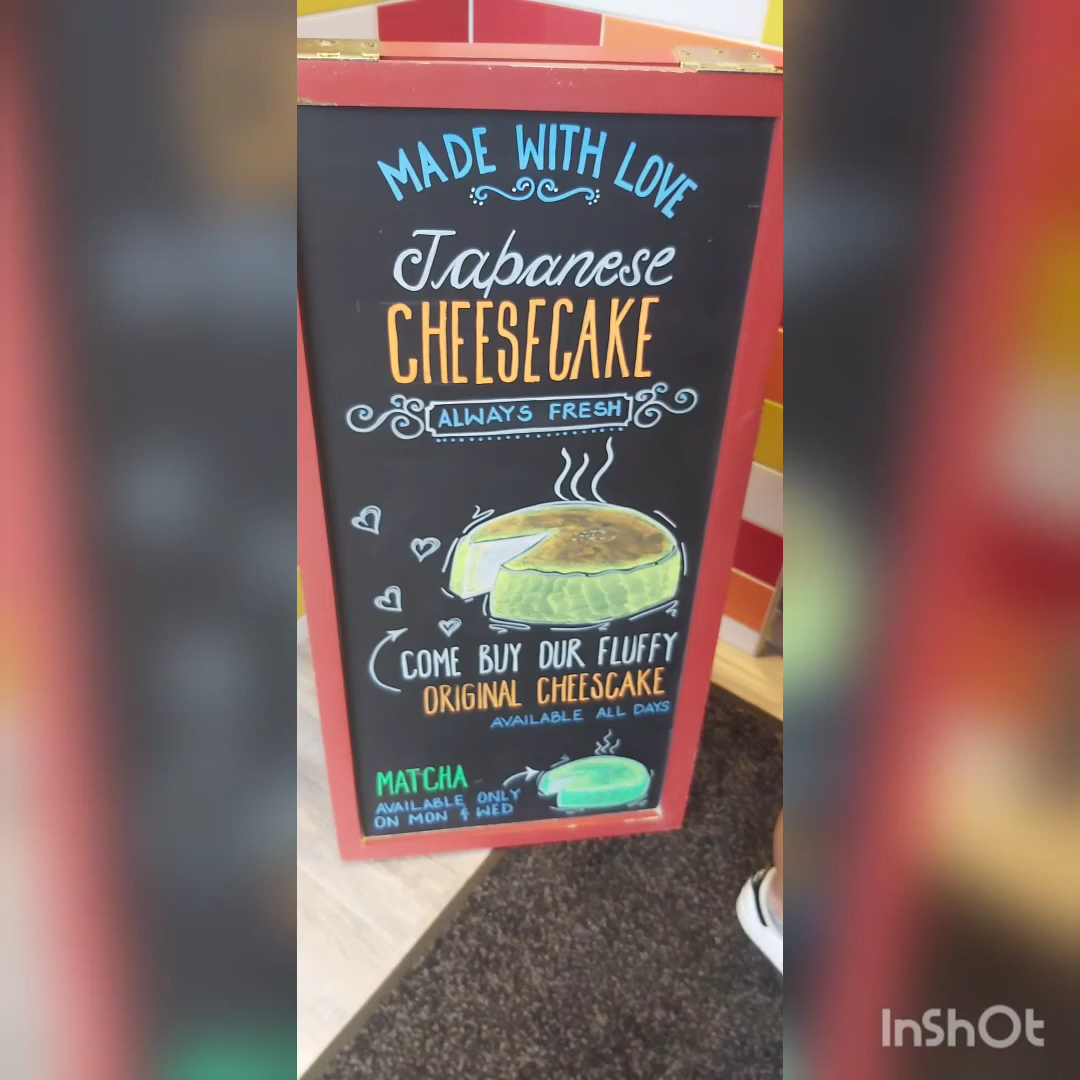 MADE WITH LOVE
Japanese
CHEESECAKE
ALWAYS FRESH
COME BUY OUR FLUFFY
ORIGINAL CHEESCAKE
AVAILABLE ALL DAYS
MATCHA
AVAILABLE ONLY
ON MON & WED
InShOt